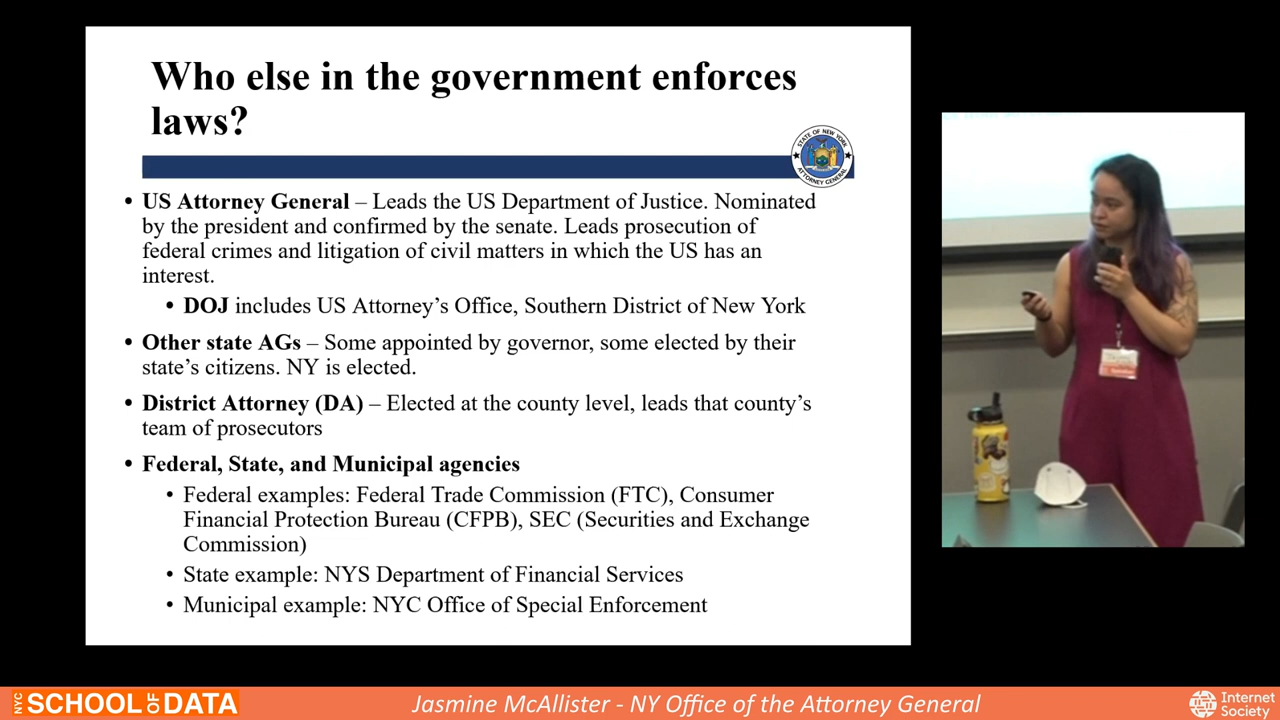 Who else in the government enforces
laws?
STATE OF NEW YORK
ATTORNEY GENERAL
• US Attorney General – Leads the US Department of Justice. Nominated
by the president and confirmed by the senate. Leads prosecution of
federal crimes and litigation of civil matters in which the US has an
interest.
• DOJ includes US Attorney’s Office, Southern District of New York
• Other state AGs – Some appointed by governor, some elected by their
state’s citizens. NY is elected.
• District Attorney (DA) – Elected at the county level, leads that county’s
team of prosecutors
• Federal, State, and Municipal agencies
• Federal examples: Federal Trade Commission (FTC), Consumer
Financial Protection Bureau (CFPB), SEC (Securities and Exchange
Commission)
• State example: NYS Department of Financial Services
• Municipal example: NYC Office of Special Enforcement
NYC SCHOOL OF DATA
Jasmine McAllister - NY Office of the Attorney General
Internet
Society